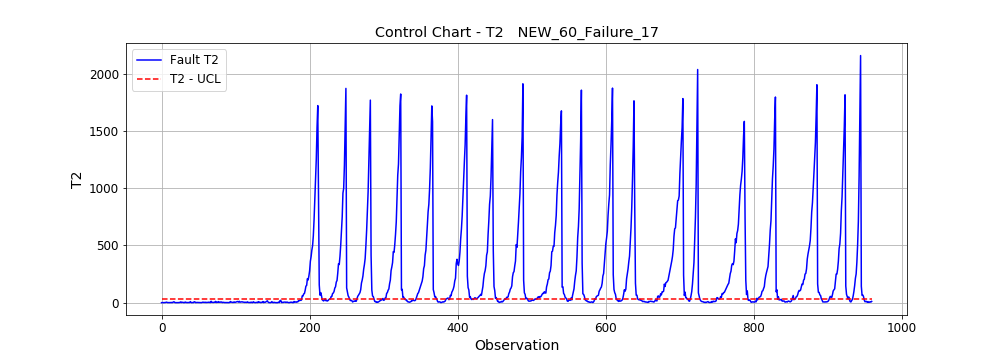 Control Chart - T2   NEW_60_Failure_17
Fault T2
T2 - UCL
2000
1500
1000
500
0
T2
0 200 400 600 800 1000
Observation